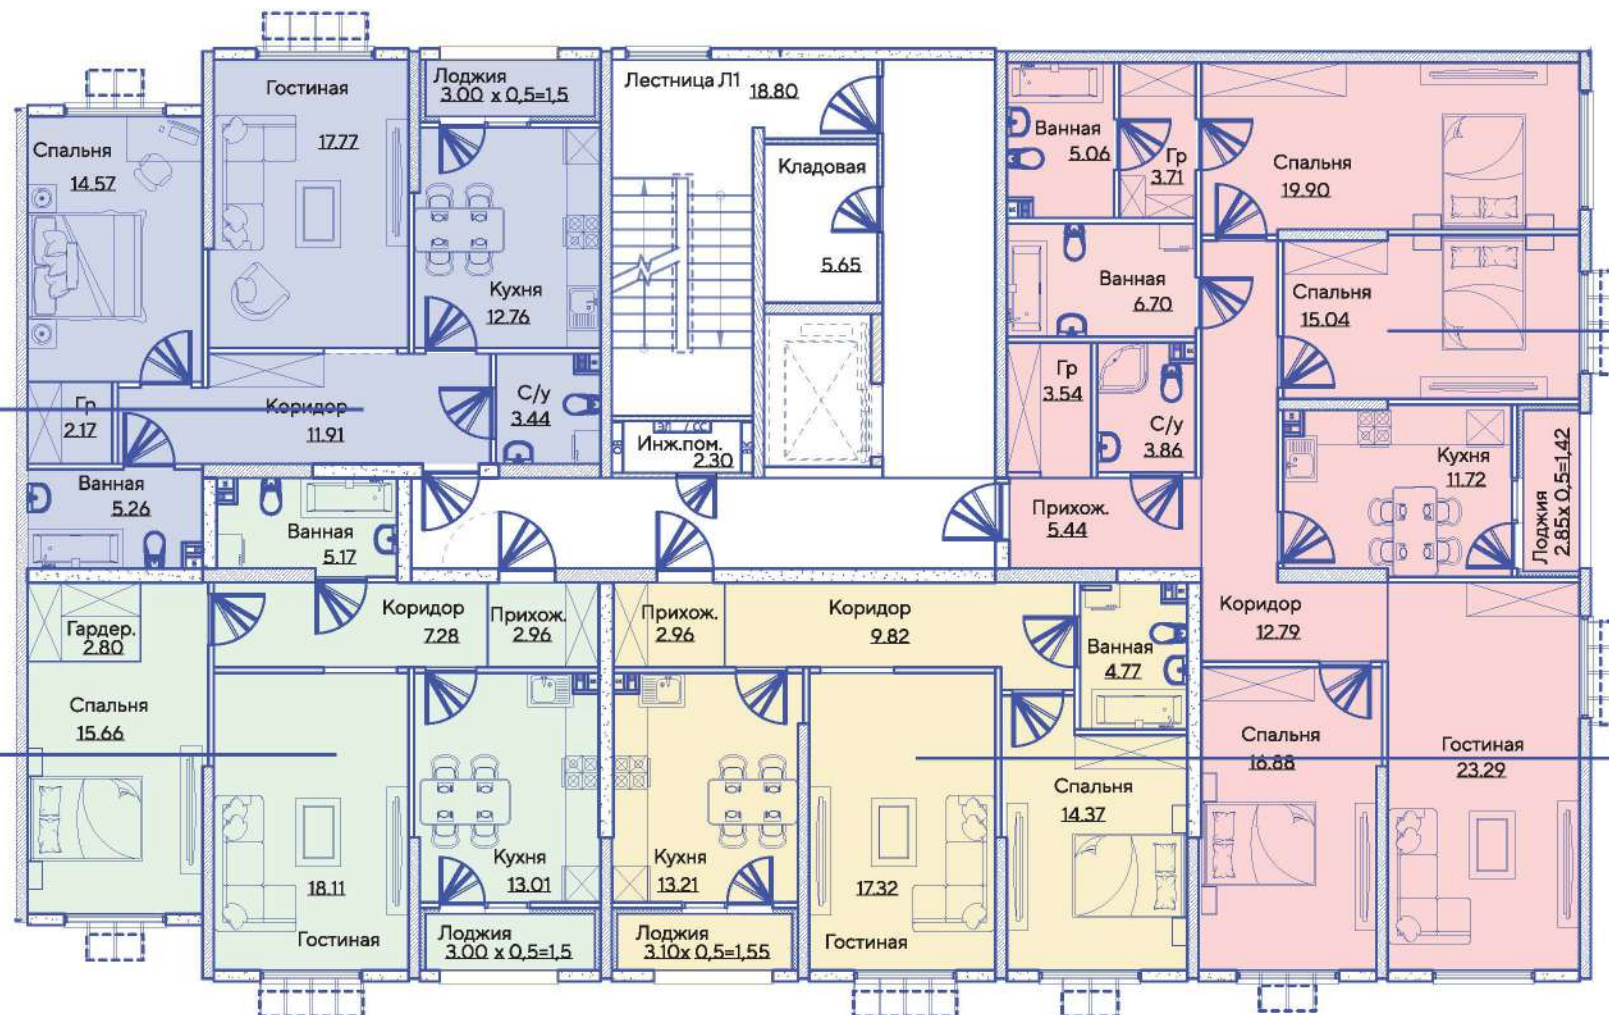 Гостиная
17.77
Лоджия
3.00 x 0,5=1,5
Лестница Л1
18.80
Спальня
14.57
Кладовая
5.65
Ванная
5.06
Гр
3.71
Спальня
19.90
Кухня
12.76
Ванная
6.70
Спальня
15.04
Гр
2.17
Коридор
11.91
С/у
3.44
Инж.пом.
2.30
Гр
3.54
С/у
3.86
Кухня
11.72
Лоджия
2.85x 0,5=1,42
Ванная
5.26
Ванная
5.17
Прихож.
5.44
Гардер.
2.80
Коридор
7.28
Прихож.
2.96
Прихож.
2.96
Коридор
9.82
Ванная
4.77
Коридор
12.79
Спальня
15.66
Спальня
16.88
Гостиная
23.29
18.11
Гостиная
Кухня
13.01
Кухня
13.21
17.32
Гостиная
Спальня
14.37
Лоджия
3.00 x 0,5=1,5
Лоджия
3.10x 0,5=1,55